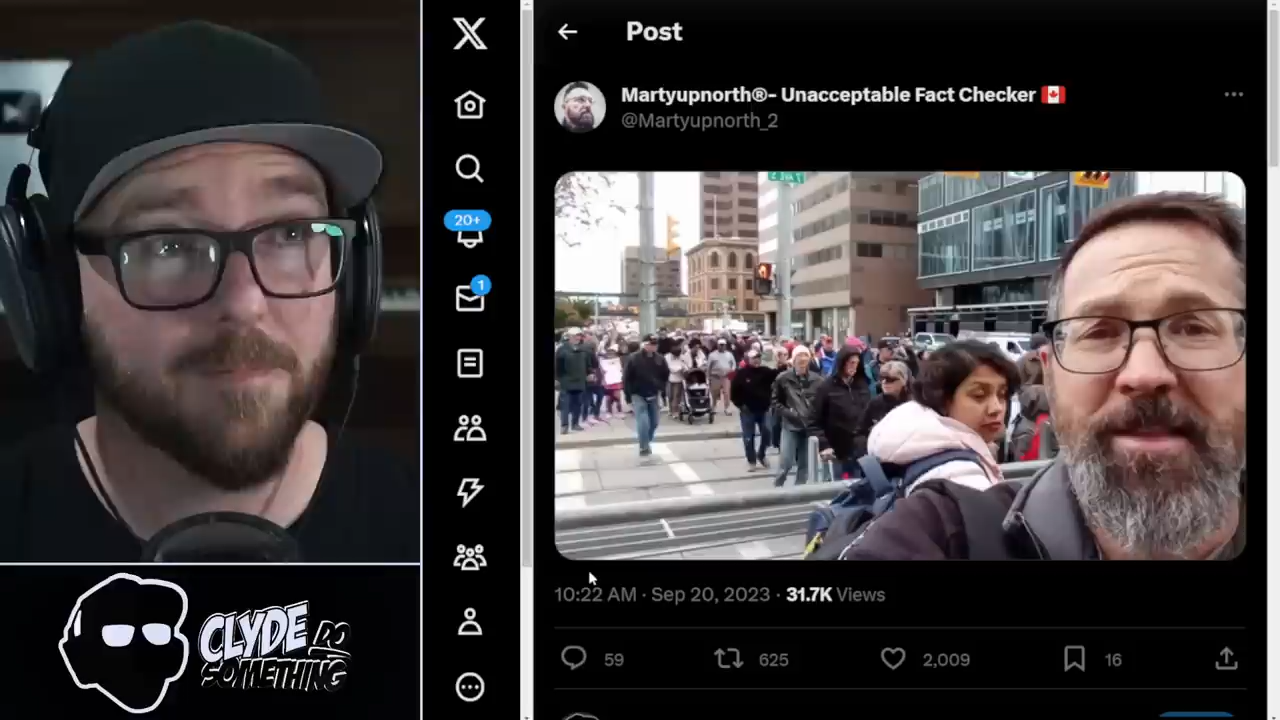 Post
Martyupnorth®- Unacceptable Fact Checker 🇨🇦
@Martyupnorth_2
20+
1
10:22 AM · Sep 20, 2023 · 31.7K Views
59
625
2,009
16
CLYDE DO
SOMETHING